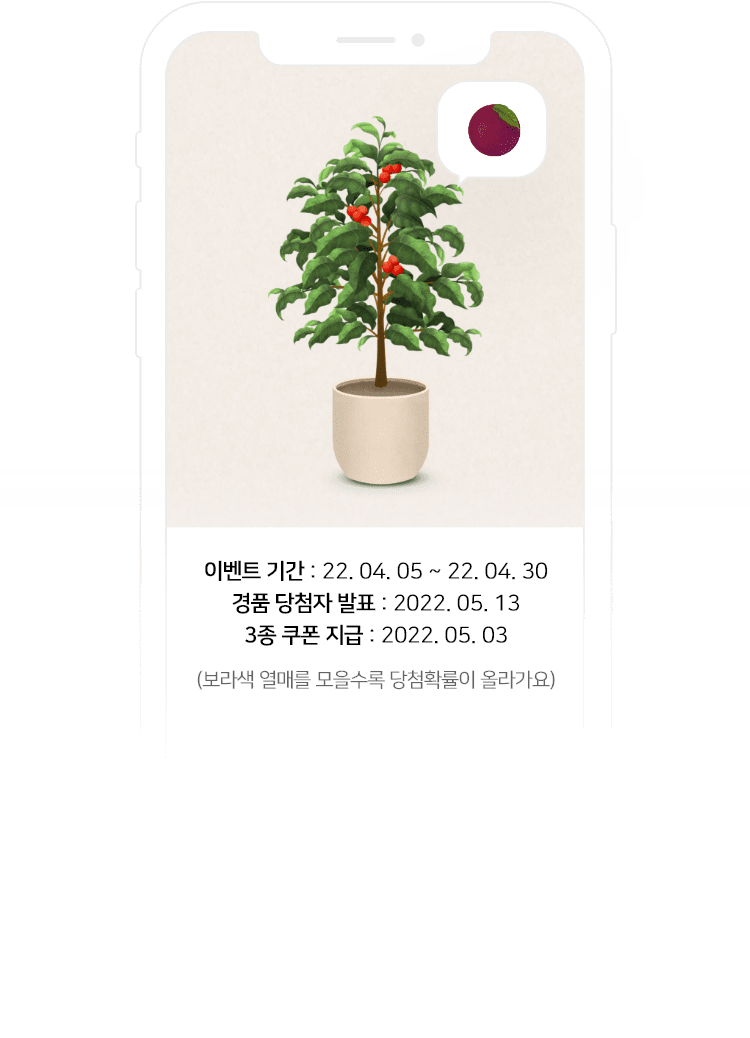 이벤트 기간 : 22. 04. 05 ~ 22. 04. 30
경품 당첨자 발표 : 2022. 05. 13
3종 쿠폰 지급 : 2022. 05. 03
(보라색 열매를 모을수록 당첨확률이 올라가요)